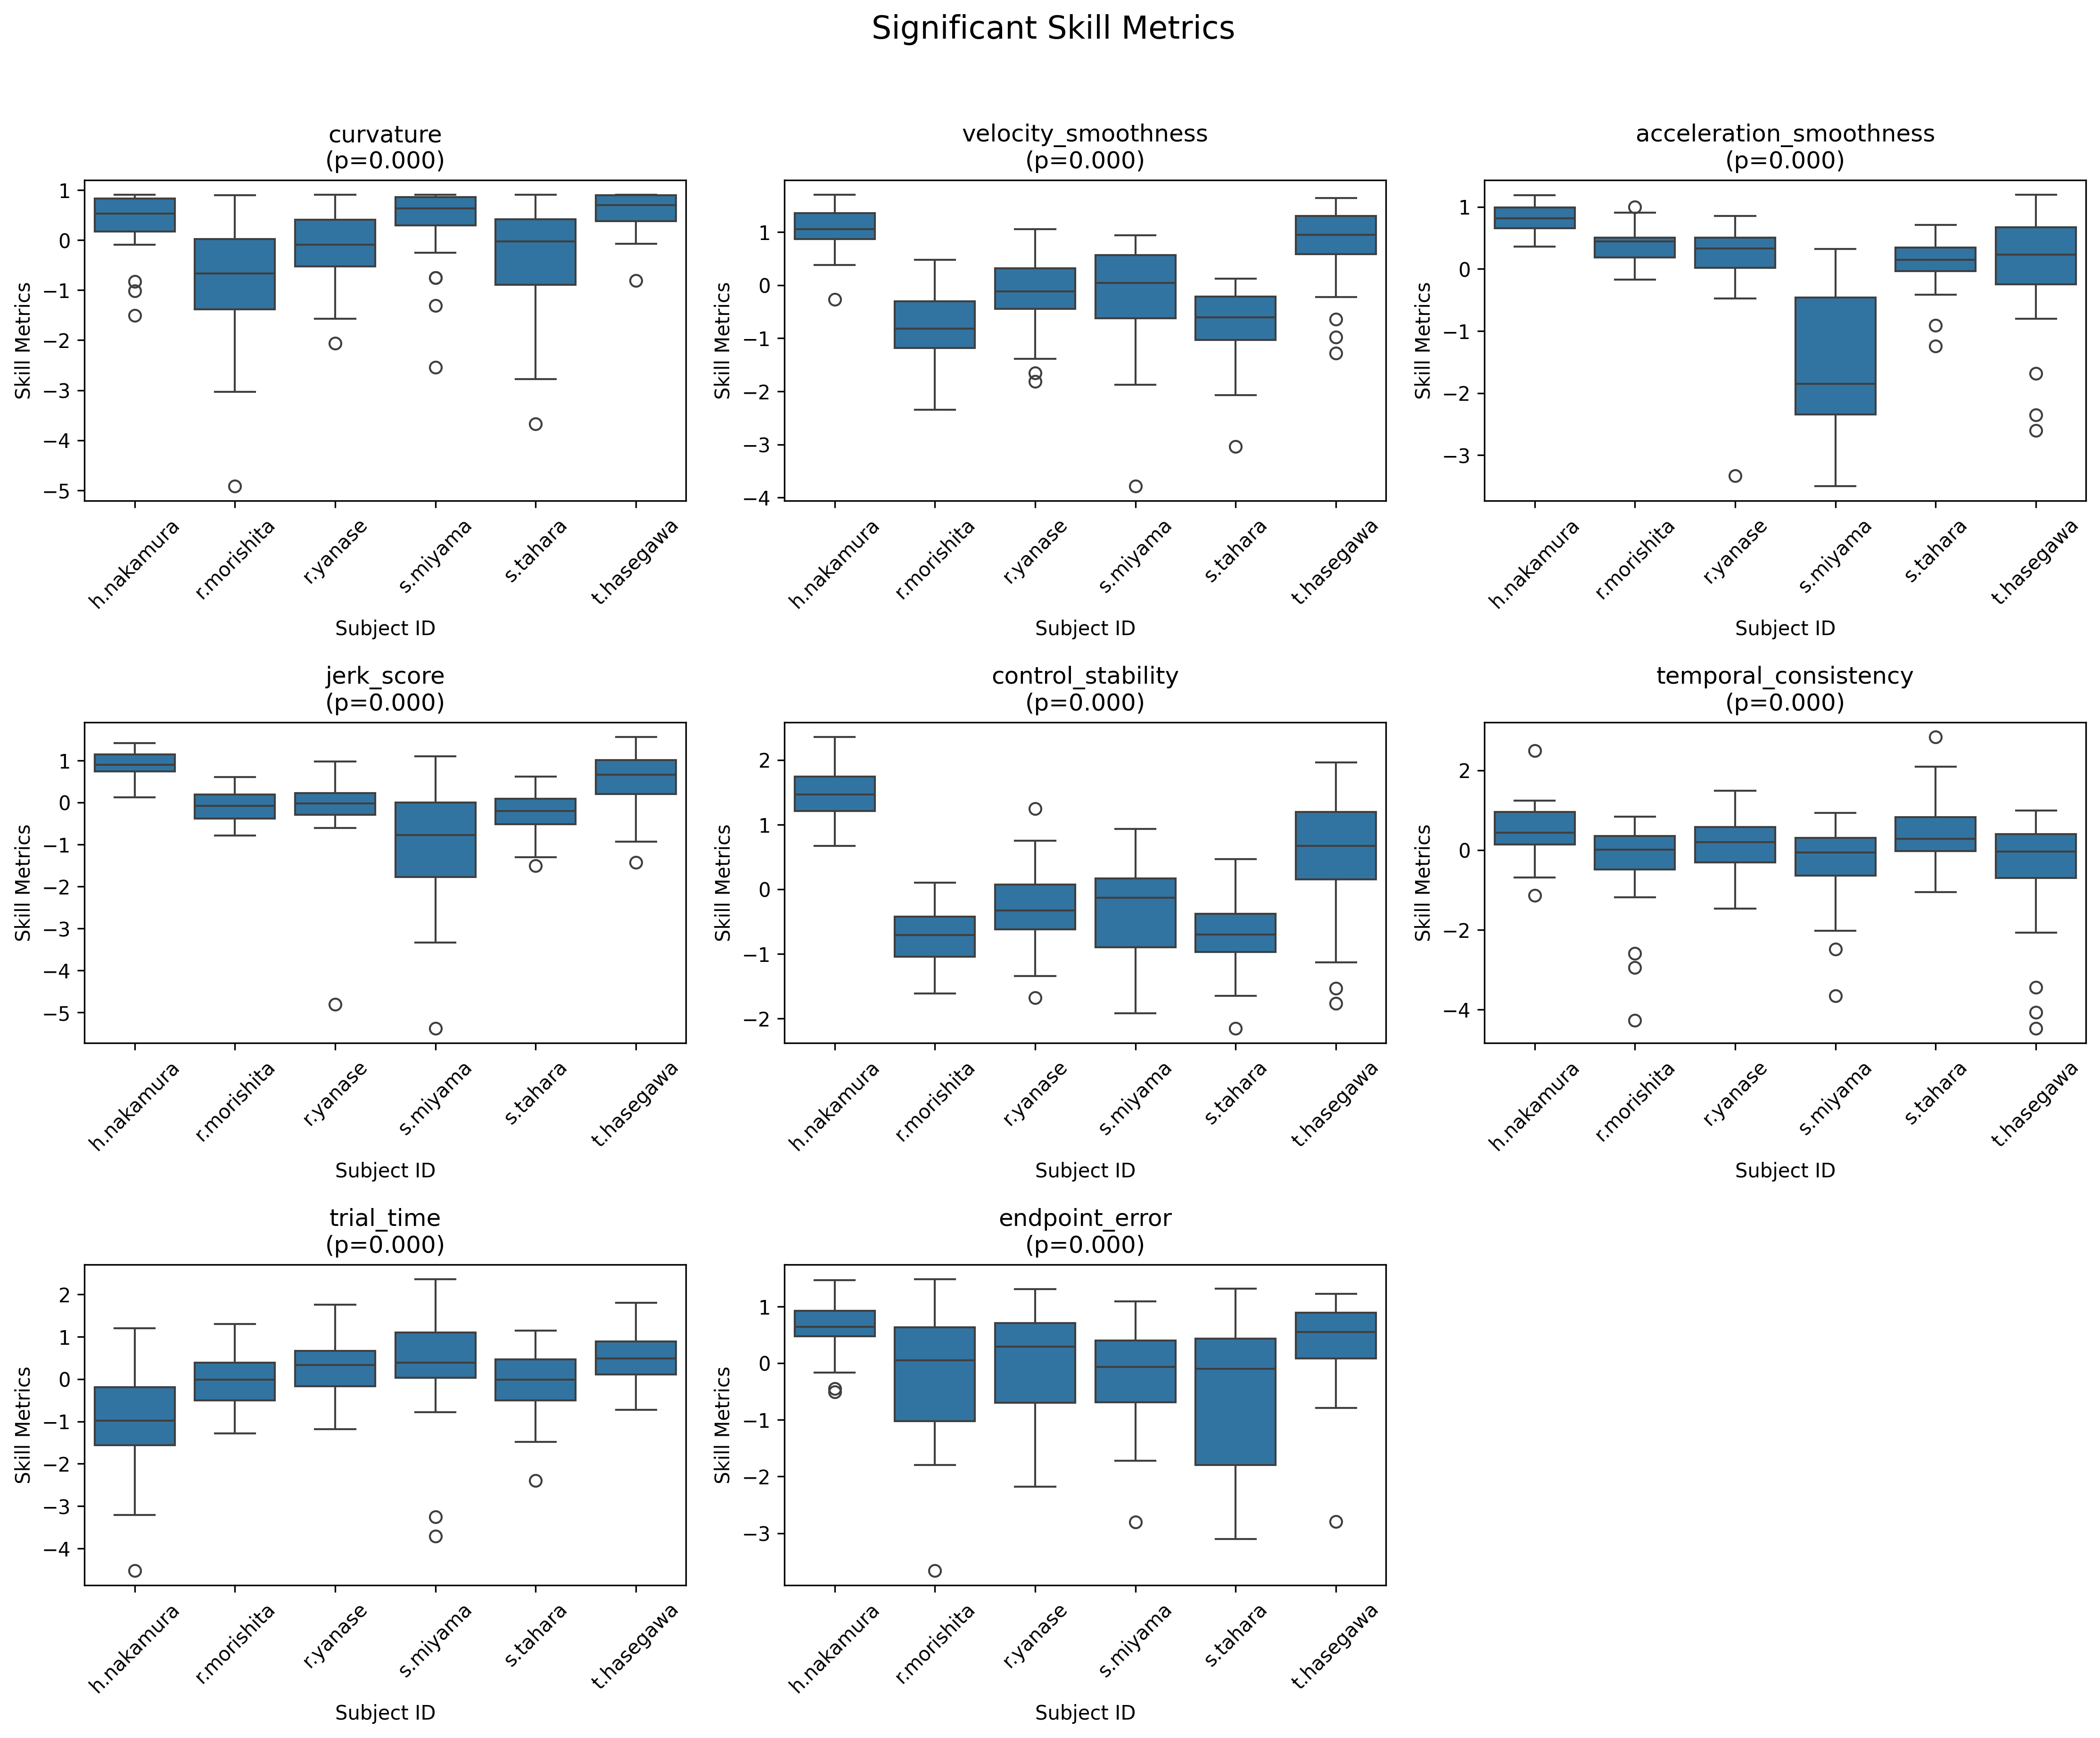 Significant Skill Metrics
curvature
(p=0.000)
Skill Metrics
1
0
−1
−2
−3
−4
−5
h.nakamura
r.morishita
r.yanase
s.miyama
s.tahara
t.hasegawa
Subject ID
velocity_smoothness
(p=0.000)
Skill Metrics
1
0
−1
−2
−3
−4
h.nakamura
r.morishita
r.yanase
s.miyama
s.tahara
t.hasegawa
Subject ID
acceleration_smoothness
(p=0.000)
Skill Metrics
1
0
−1
−2
−3
h.nakamura
r.morishita
r.yanase
s.miyama
s.tahara
t.hasegawa
Subject ID
jerk_score
(p=0.000)
Skill Metrics
1
0
−1
−2
−3
−4
−5
h.nakamura
r.morishita
r.yanase
s.miyama
s.tahara
t.hasegawa
Subject ID
control_stability
(p=0.000)
Skill Metrics
2
1
0
−1
−2
h.nakamura
r.morishita
r.yanase
s.miyama
s.tahara
t.hasegawa
Subject ID
temporal_consistency
(p=0.000)
Skill Metrics
2
0
−2
−4
h.nakamura
r.morishita
r.yanase
s.miyama
s.tahara
t.hasegawa
Subject ID
trial_time
(p=0.000)
Skill Metrics
2
1
0
−1
−2
−3
−4
h.nakamura
r.morishita
r.yanase
s.miyama
s.tahara
t.hasegawa
Subject ID
endpoint_error
(p=0.000)
Skill Metrics
1
0
−1
−2
−3
h.nakamura
r.morishita
r.yanase
s.miyama
s.tahara
t.hasegawa
Subject ID